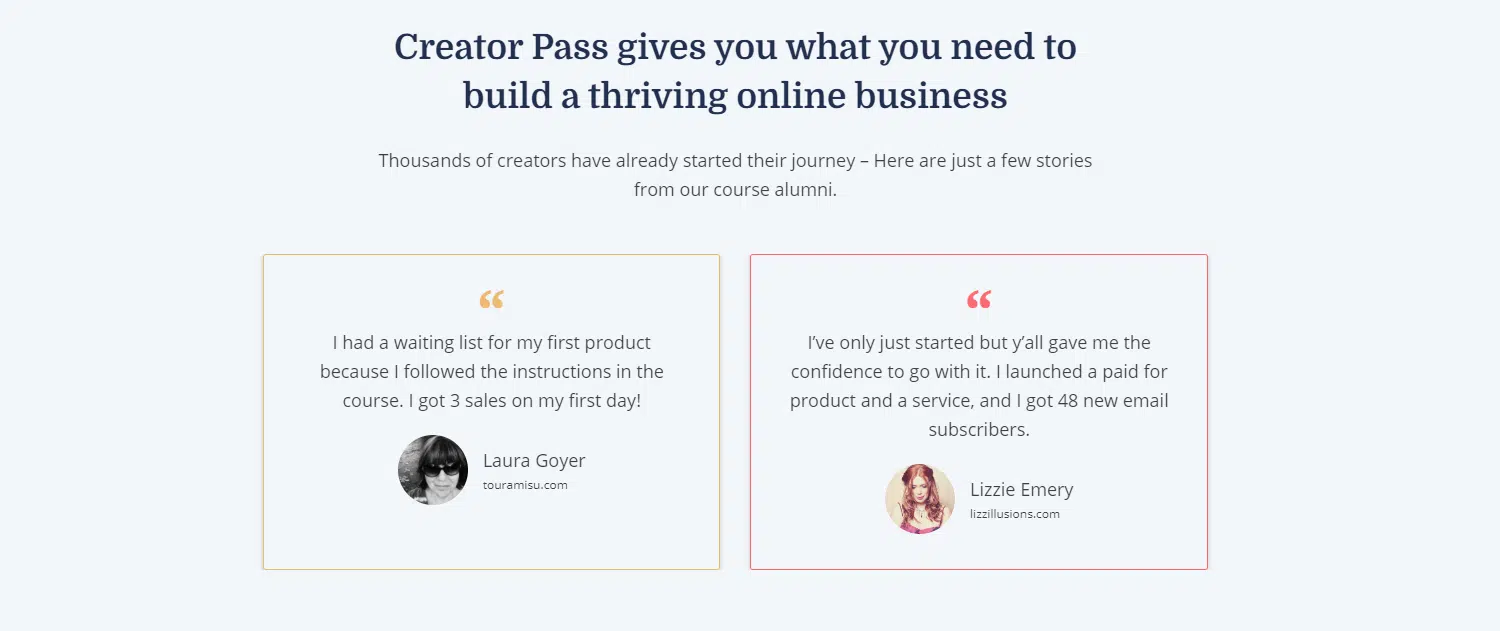 Creator Pass gives you what you need to
build a thriving online business
Thousands of creators have already started their journey – Here are just a few stories
from our course alumni.
“
I had a waiting list for my first product
because I followed the instructions in the
course. I got 3 sales on my first day!
Laura Goyer
touramisu.com
“
I’ve only just started but y’all gave me the
confidence to go with it. I launched a paid for
product and a service, and I got 48 new email
subscribers.
Lizzie Emery
lizzillusions.com